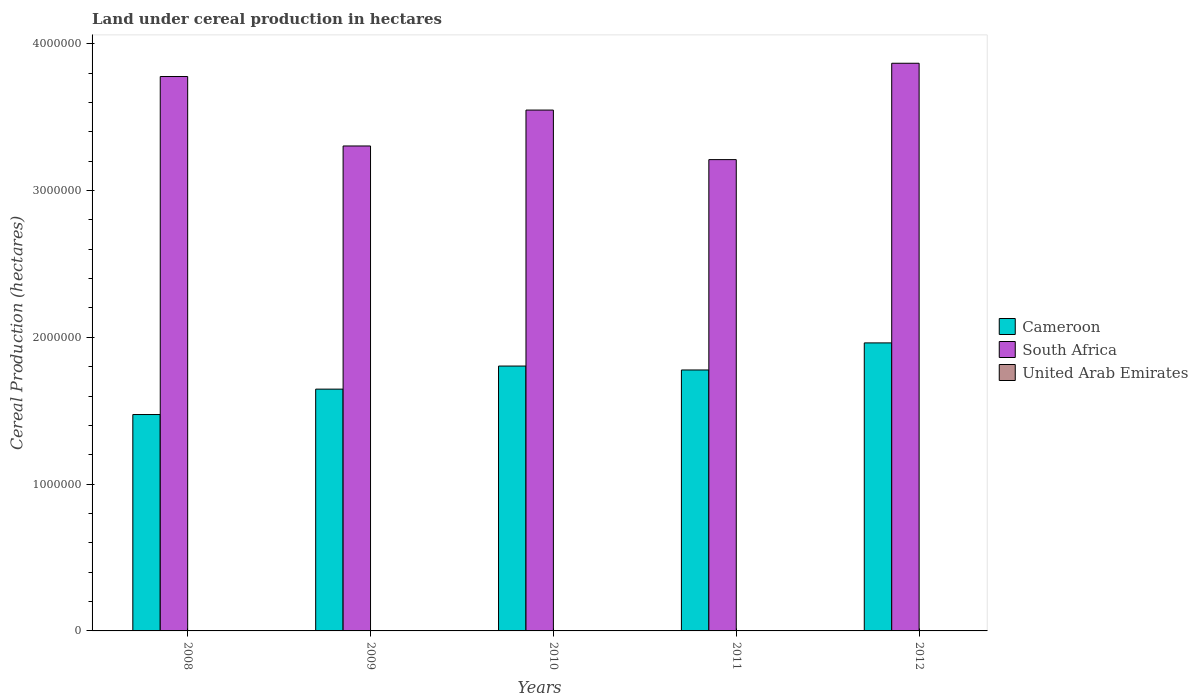 Land under cereal production in hectares
Cereal Production (hectares)
4000000
3000000
2000000
1000000
0
2008
2009
2010
2011
2012
Years
Cameroon
South Africa
United Arab Emirates